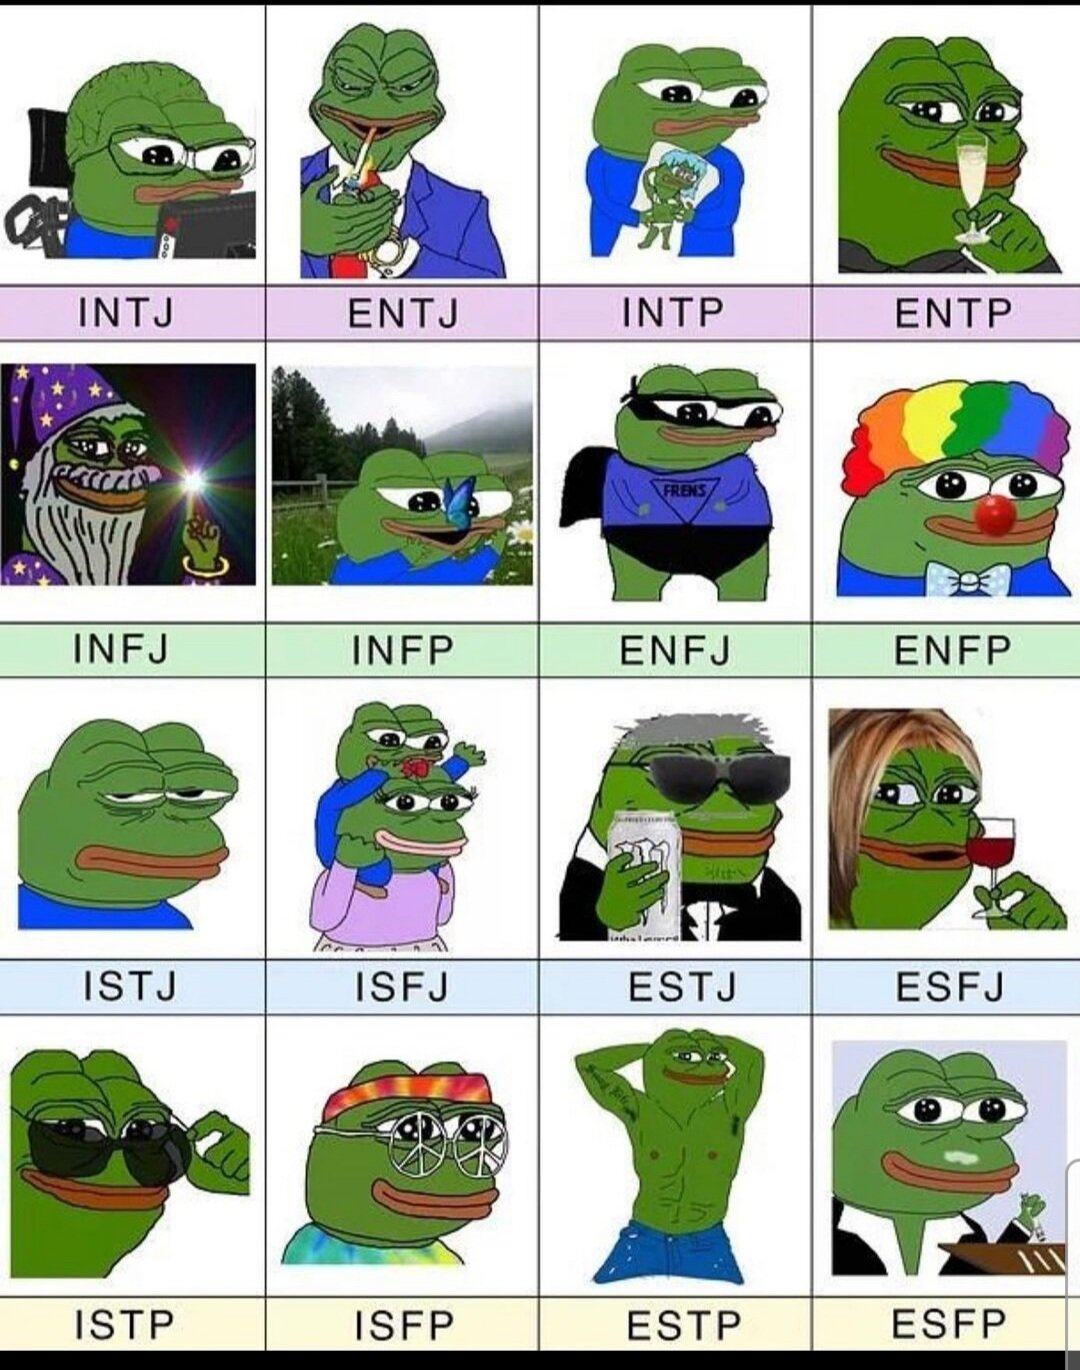 INTJ ENTJ INTP ENTP
FRENS
INFJ INFP ENFJ ENFP
ISTJ ISFJ ESTJ ESFJ
ISTP ISFP ESTP ESFP